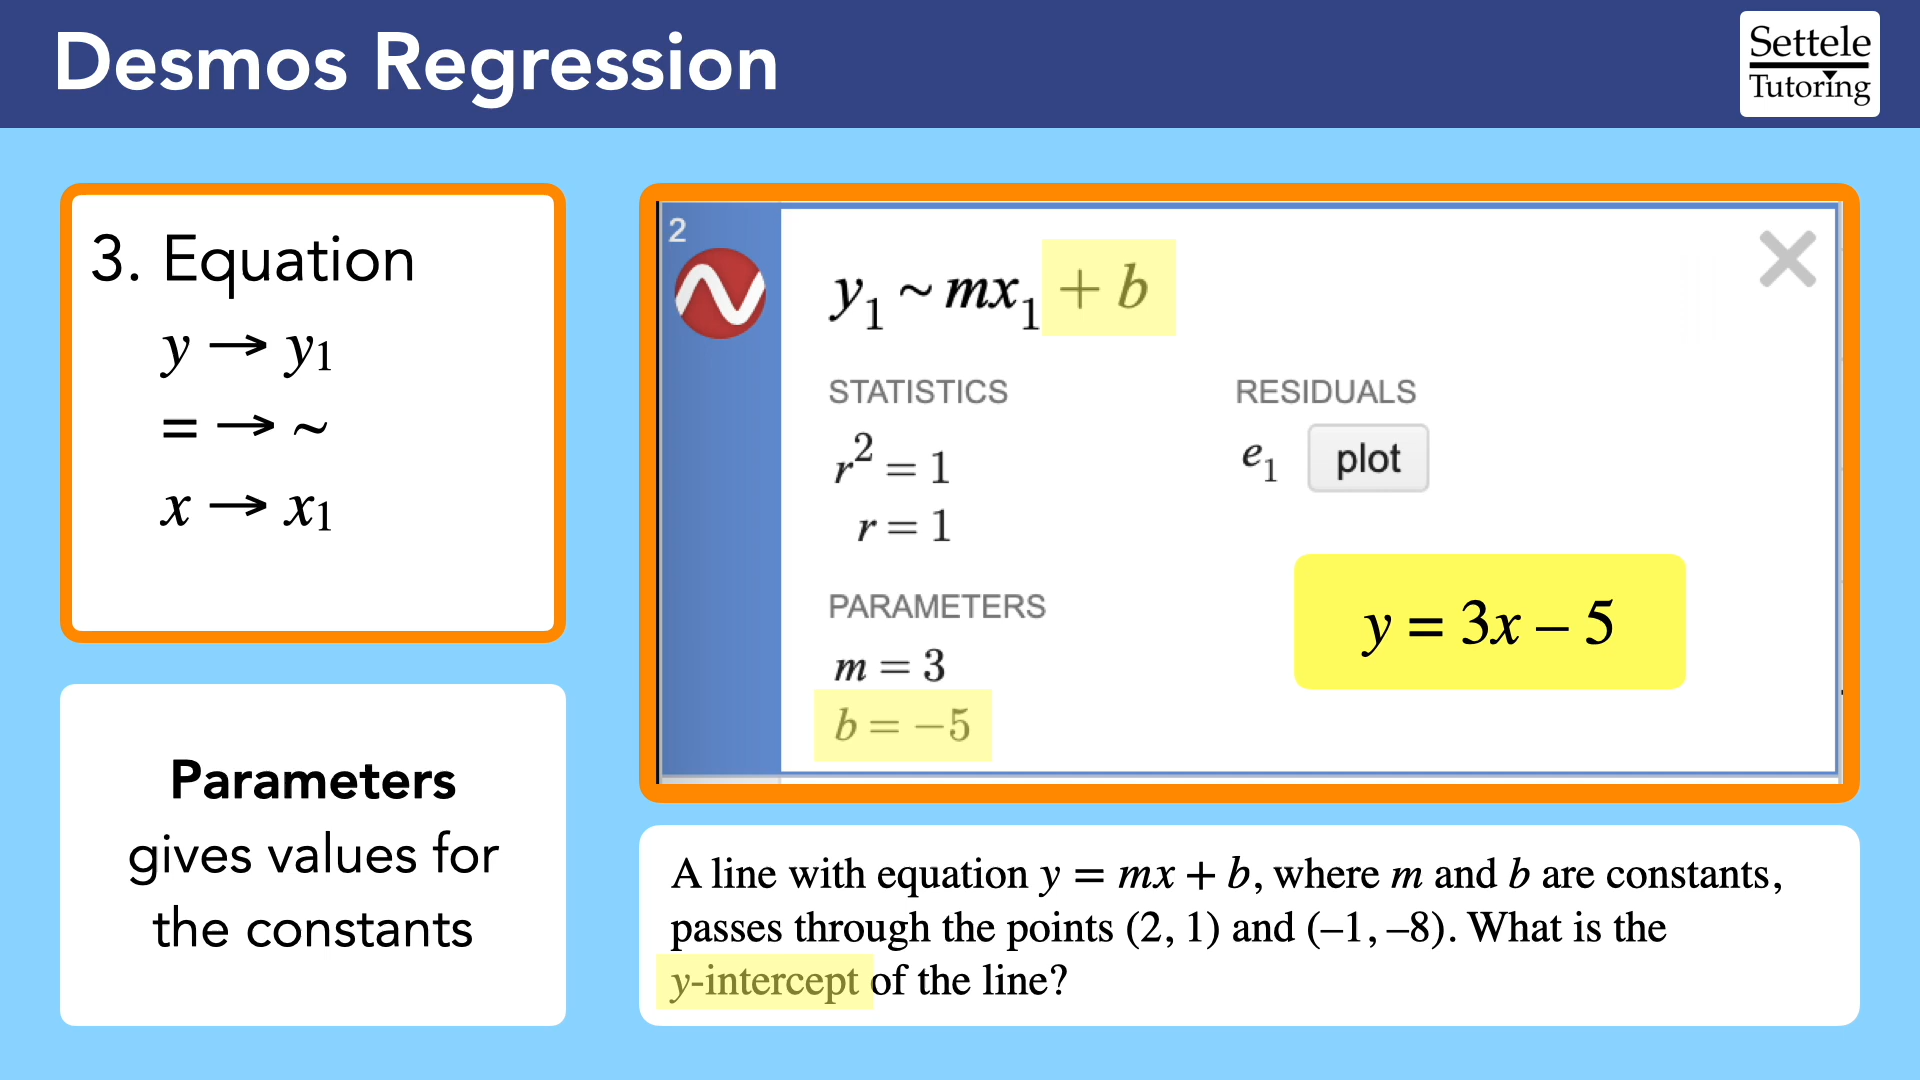 Desmos Regression
Settele
Tutoring
3. Equation
y → y₁
= → ~
x → x₁
Parameters
gives values for
the constants
2
y₁ ~ mx₁ + b
STATISTICS
r² = 1
r = 1
RESIDUALS
e₁ plot
PARAMETERS
m = 3
b = −5
y = 3x – 5
A line with equation y = mx + b, where m and b are constants,
passes through the points (2, 1) and (–1, –8). What is the
y-intercept of the line?